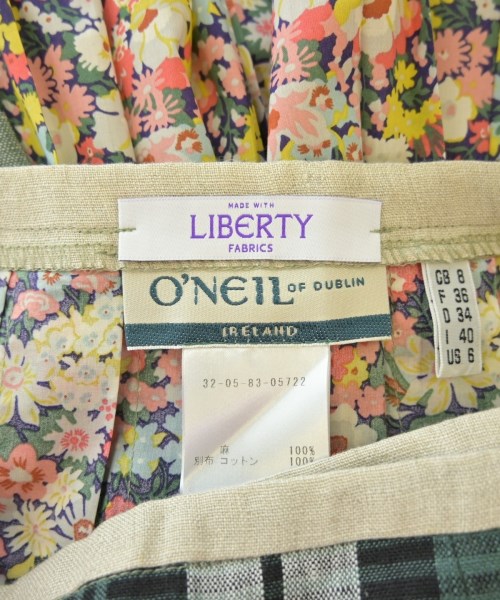 MADE WITH
LIBERTY
FABRICS
O'NEIL OF DUBLIN
IRELAND
32-05-83-05722
麻 100%
別布 コットン 100%
GB 8
F 36
D 34
I 40
US 6